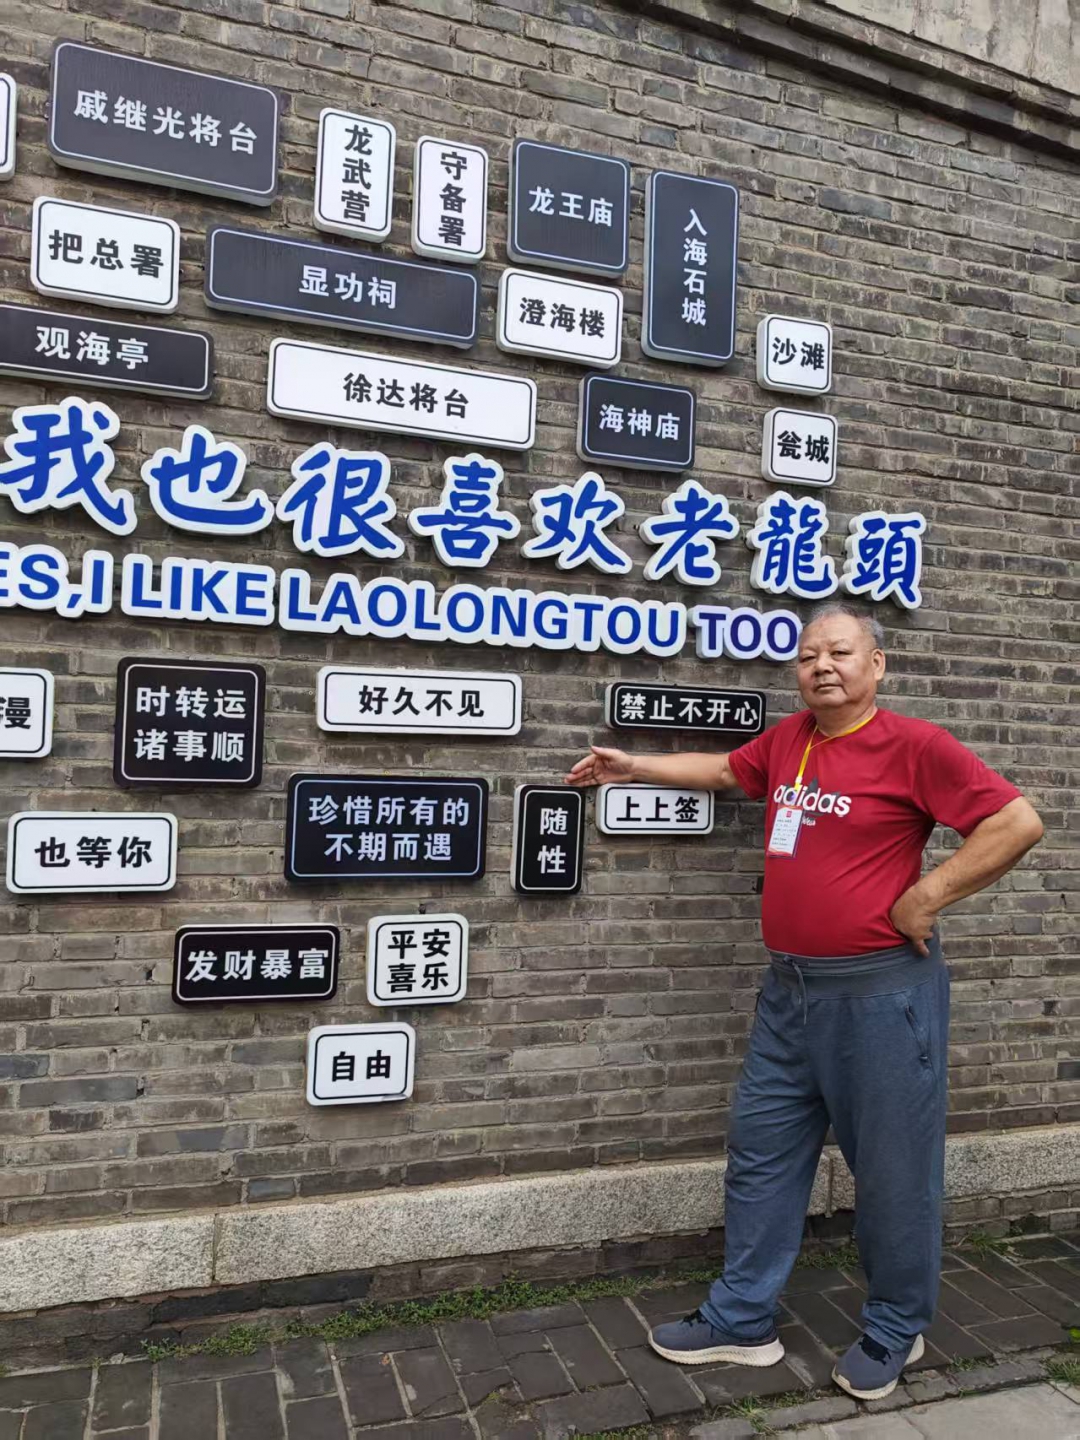 戚继光将台
龙武营
守备署
龙王庙
入海石城
把总署
显功祠
澄海楼
沙滩
观海亭
徐达将台
海神庙
瓮城
我也很喜欢老龍頭
ES,I LIKE LAOLONGTOU TOO
漫
时转运
诸事顺
好久不见
禁止不开心
也等你
珍惜所有的
不期而遇
随性
上上签
adidas
发财暴富
平安
喜乐
自由